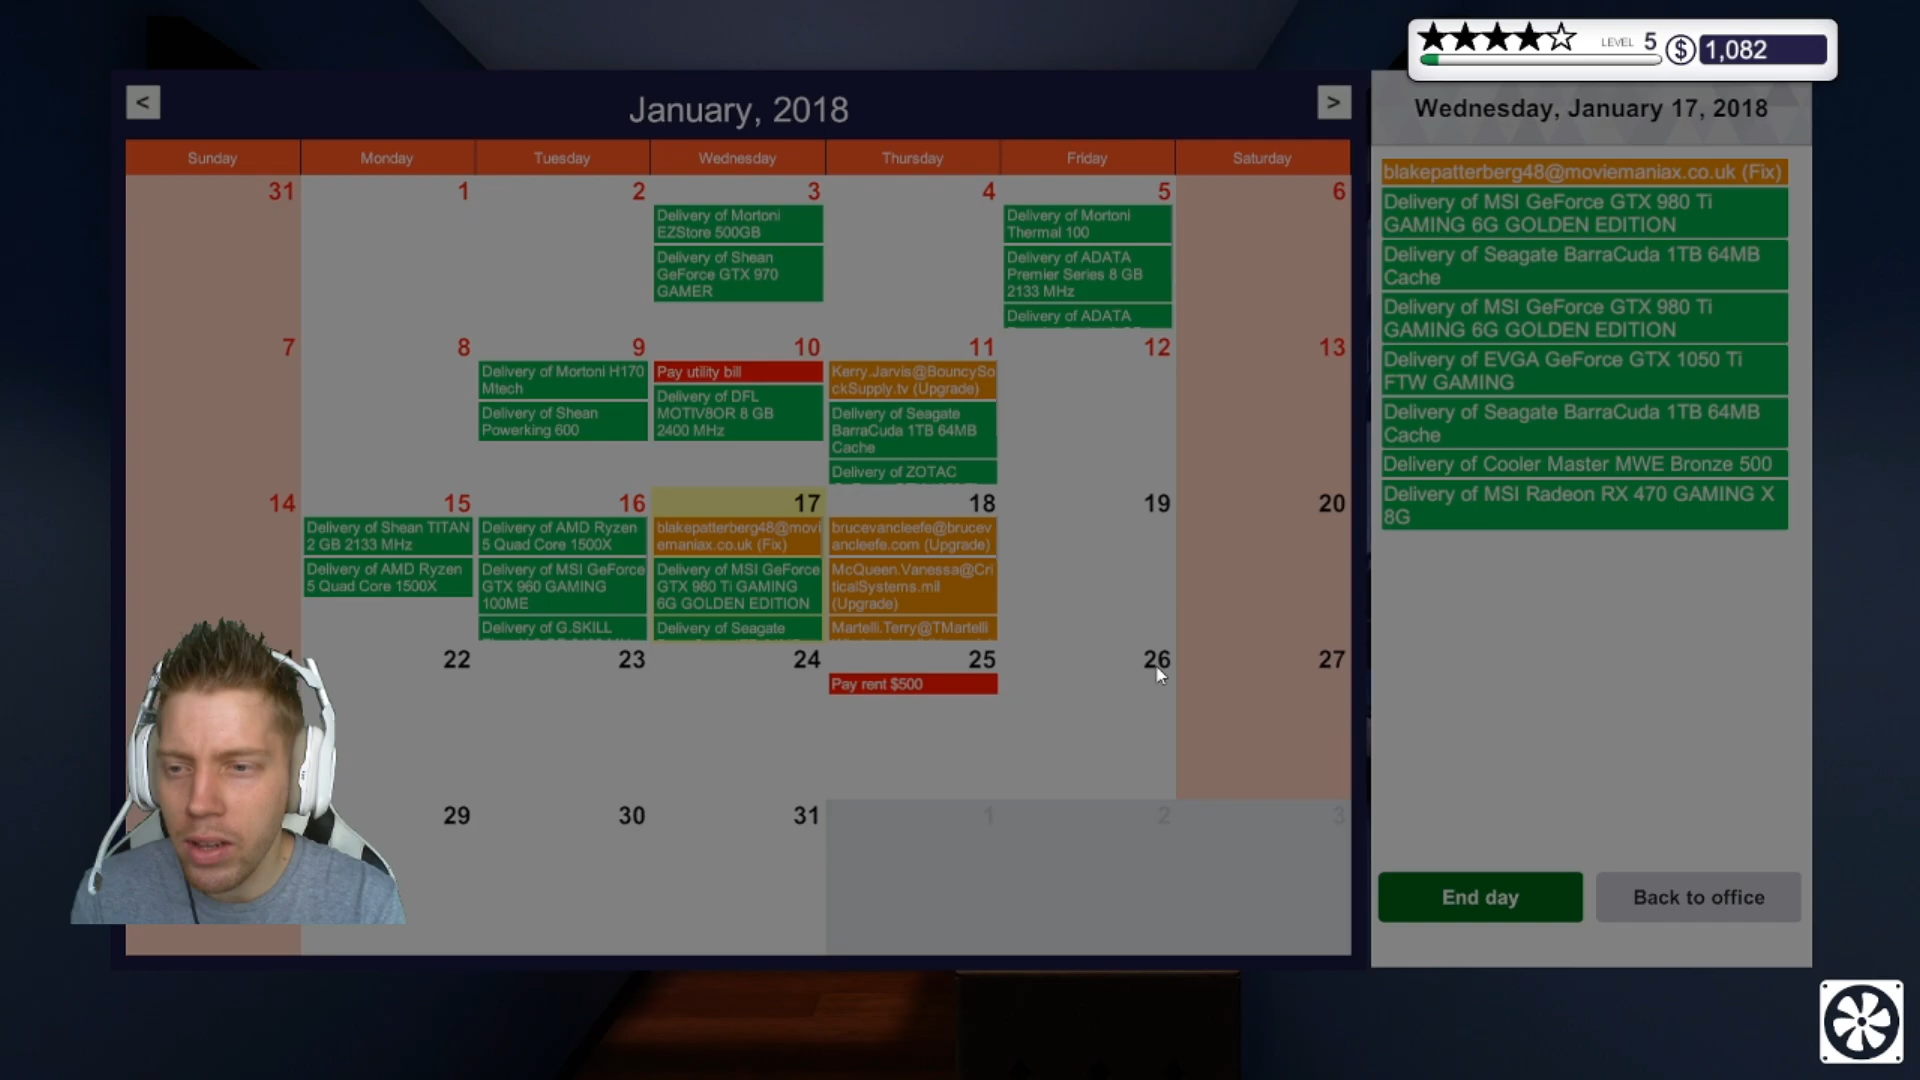 LEVEL 5 $ 1,082
< January, 2018 >
Sunday Monday Tuesday Wednesday Thursday Friday Saturday
31 1 2 3 4 5 6
Delivery of Mortoni
EZStore 500GB
Delivery of Shean
GeForce GTX 970
GAMER
Delivery of Mortoni
Thermal 100
Delivery of ADATA
Premier Series 8 GB
2133 MHz
Delivery of ADATA
7 8 9 10 11 12 13
Delivery of Mortoni H170
Mtech
Delivery of Shean
Powerking 600
Pay utility bill
Delivery of DFL
MOTIV8OR 8 GB
2400 MHz
Kerry.Jarvis@BouncySo
ckSupply.tv (Upgrade)
Delivery of Seagate
BarraCuda 1TB 64MB
Cache
Delivery of ZOTAC
14 15 16 17 18 19 20
Delivery of Shean TITAN
2 GB 2133 MHz
Delivery of AMD Ryzen
5 Quad Core 1500X
Delivery of AMD Ryzen
5 Quad Core 1500X
Delivery of MSI GeForce
GTX 960 GAMING
100ME
Delivery of G.SKILL
blakepatterberg48@movi
emaniax.co.uk (Fix)
Delivery of MSI GeForce
GTX 980 Ti GAMING
6G GOLDEN EDITION
Delivery of Seagate
brucevancleefe@brucev
ancleefe.com (Upgrade)
McQueen.Vanessa@Cri
ticalSystems.mil
(Upgrade)
Martelli.Terry@TMartelli
22 23 24 25 26 27
Pay rent $500
29 30 31 1 2 3
Wednesday, January 17, 2018
blakepatterberg48@moviemaniax.co.uk (Fix)
Delivery of MSI GeForce GTX 980 Ti
GAMING 6G GOLDEN EDITION
Delivery of Seagate BarraCuda 1TB 64MB
Cache
Delivery of MSI GeForce GTX 980 Ti
GAMING 6G GOLDEN EDITION
Delivery of EVGA GeForce GTX 1050 Ti
FTW GAMING
Delivery of Seagate BarraCuda 1TB 64MB
Cache
Delivery of Cooler Master MWE Bronze 500
Delivery of MSI Radeon RX 470 GAMING X
8G
End day Back to office